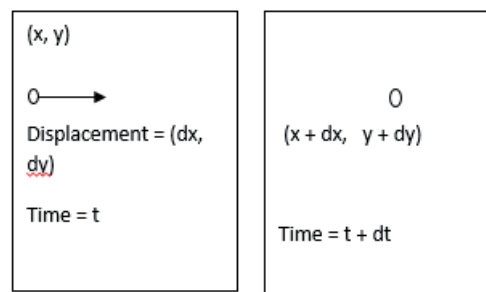 (x, y)
Displacement = (dx,
dy)
Time = t
(x + dx, y + dy)
Time = t + dt